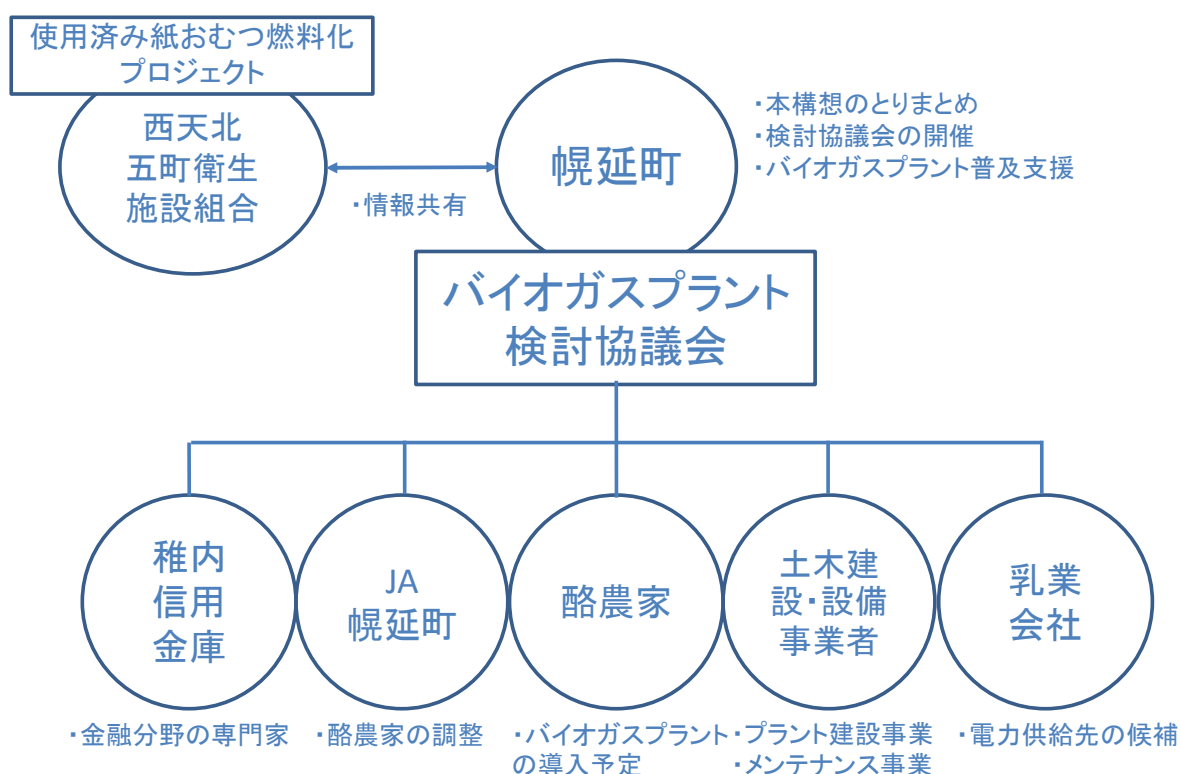 使用済み紙おむつ燃料化
プロジェクト
西天北
五町衛生
施設組合
・情報共有
幌延町
・本構想のとりまとめ
・検討協議会の開催
・バイオガスプラント普及支援
バイオガスプラント
検討協議会
稚内
信用
金庫
JA
幌延町
酪農家
土木建
設・設備
事業者
乳業
会社
・金融分野の専門家
・酪農家の調整
・バイオガスプラント
の導入予定
・プラント建設事業
・メンテナンス事業
・電力供給先の候補